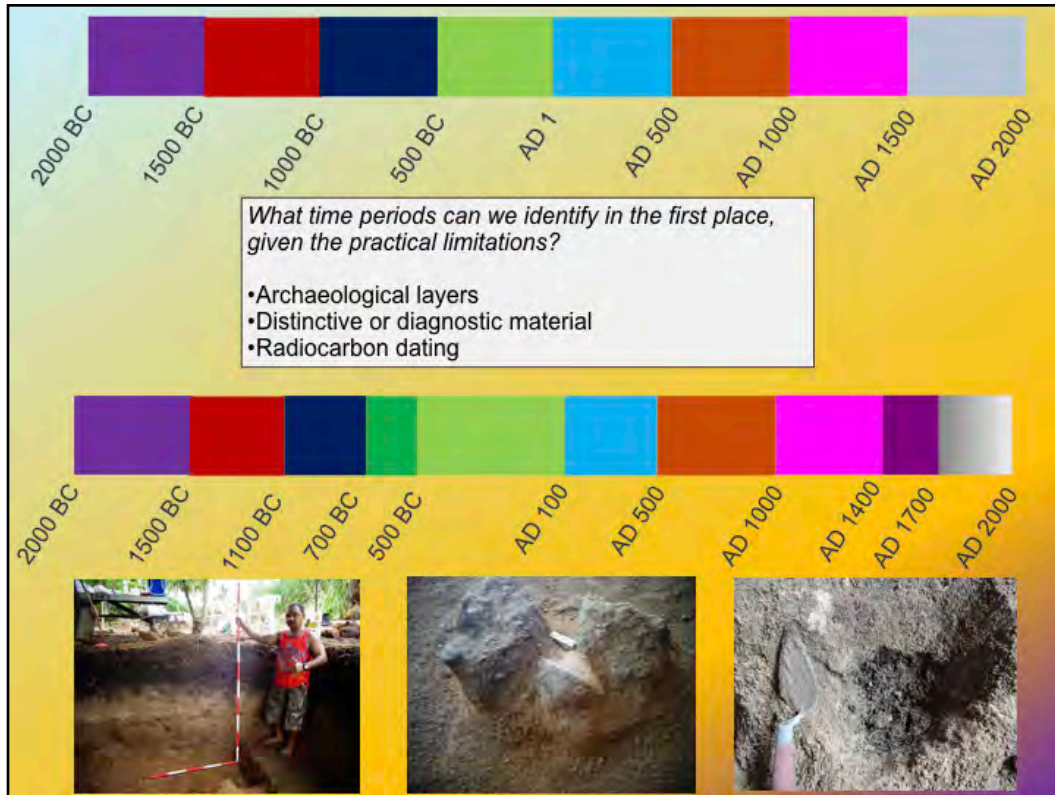 2000 BC
1500 BC
1000 BC
500 BC
AD 1
AD 500
AD 1000
AD 1500
AD 2000
What time periods can we identify in the first place,
given the practical limitations?
•Archaeological layers
•Distinctive or diagnostic material
•Radiocarbon dating
2000 BC
1500 BC
1100 BC
700 BC
500 BC
AD 100
AD 500
AD 1000
AD 1400
AD 1700
AD 2000